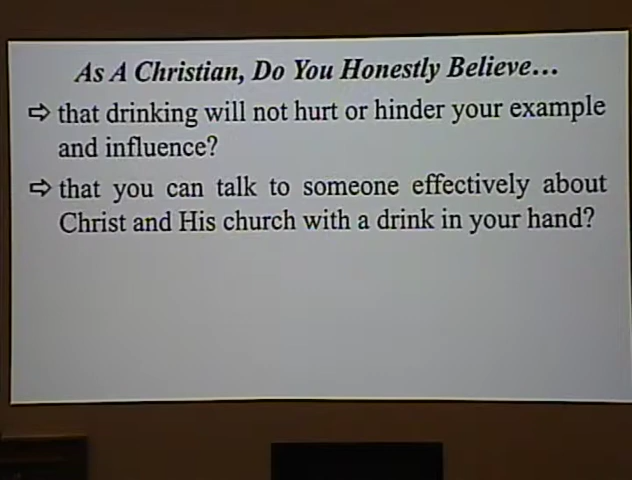 As A Christian, Do You Honestly Believe...
⇨ that drinking will not hurt or hinder your example
and influence?
⇨ that you can talk to someone effectively about
Christ and His church with a drink in your hand?